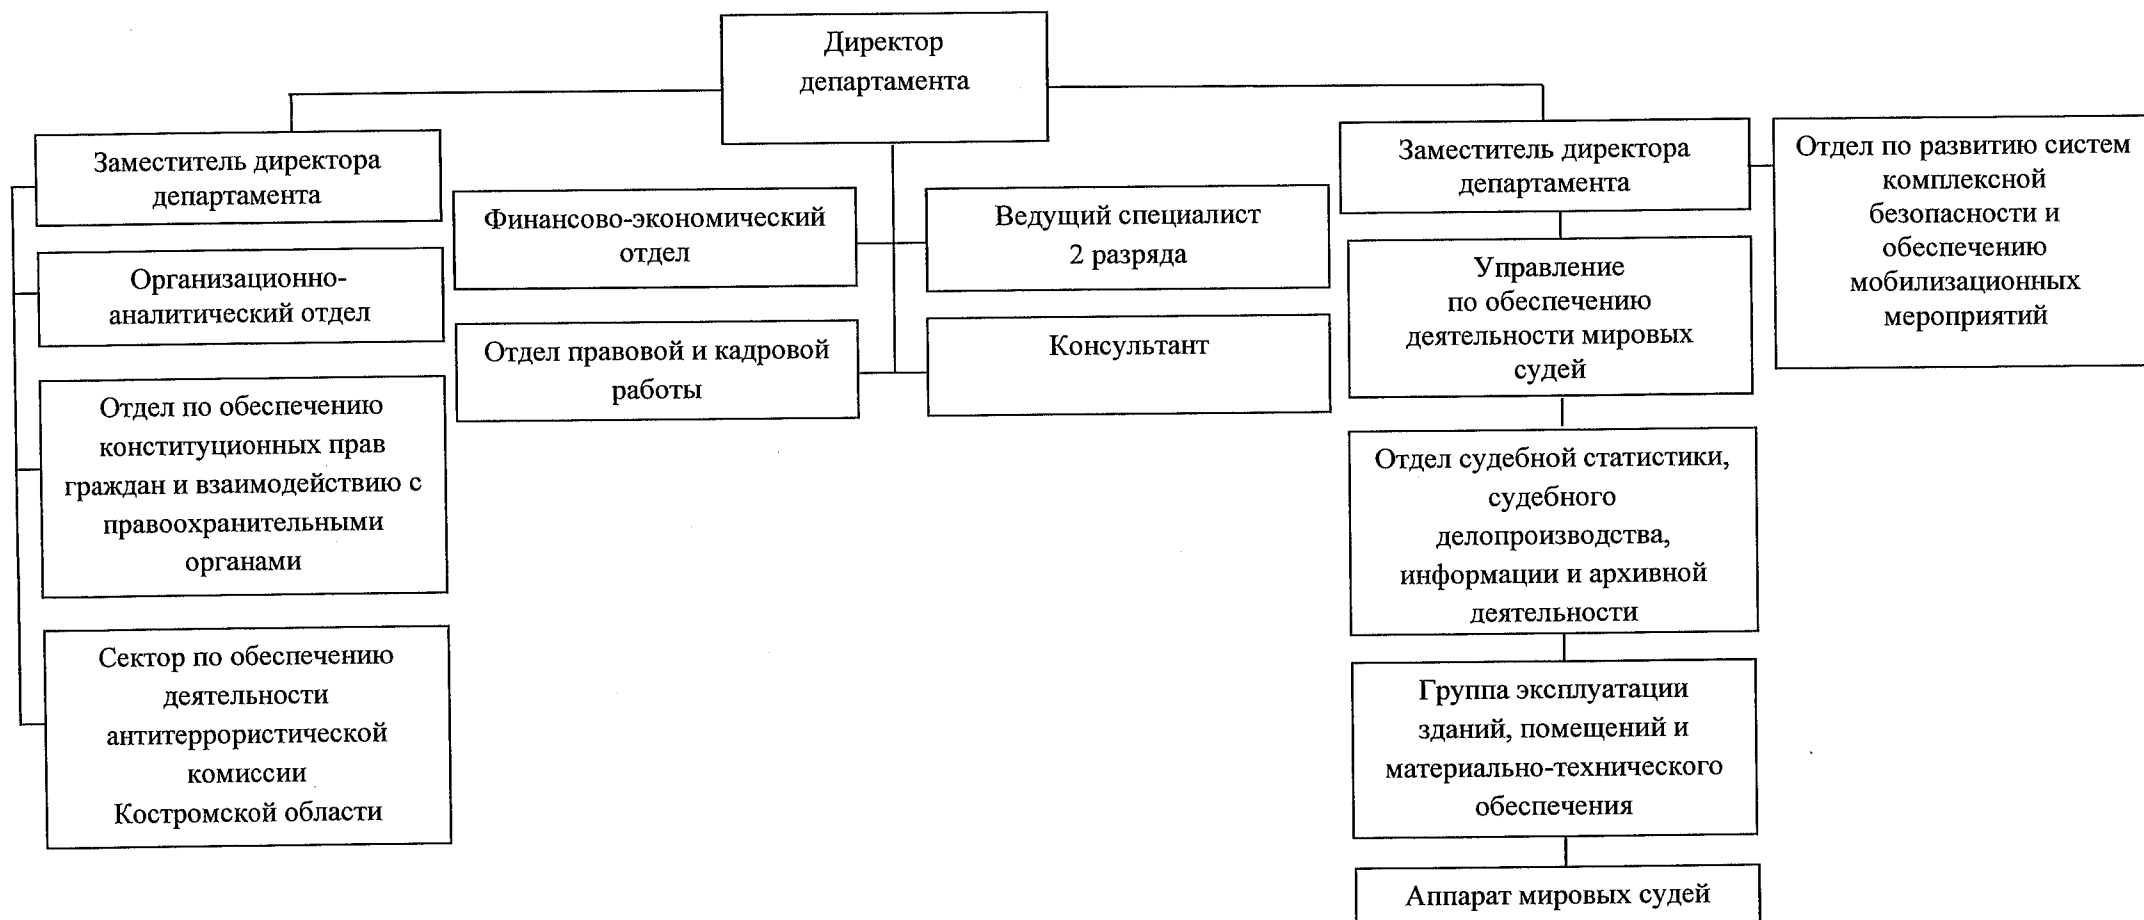 Директор
департамента
Заместитель директора
департамента
Организационно-
аналитический отдел
Отдел по обеспечению
конституционных прав
граждан и взаимодействию с
правоохранительными
органами
Сектор по обеспечению
деятельности
антитеррористической
комиссии
Костромской области
Финансово-экономический
отдел
Отдел правовой и кадровой
работы
Ведущий специалист
2 разряда
Консультант
Заместитель директора
департамента
Управление
по обеспечению
деятельности мировых
судей
Отдел судебной статистики,
судебного
делопроизводства,
информации и архивной
деятельности
Группа эксплуатации
зданий, помещений и
материально-технического
обеспечения
Аппарат мировых судей
Отдел по развитию систем
комплексной
безопасности и
обеспечению
мобилизационных
мероприятий